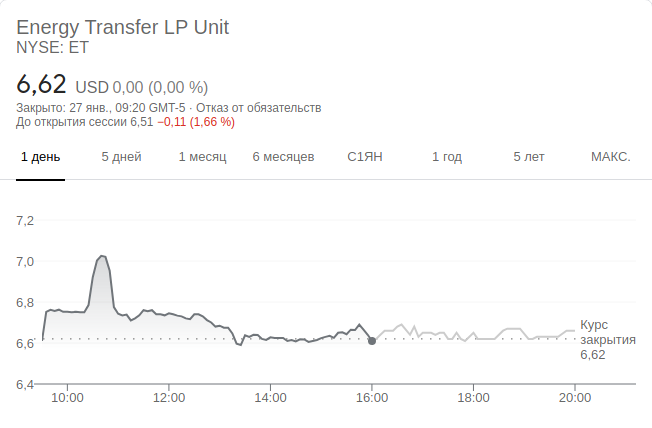 Energy Transfer LP Unit
NYSE: ET
6,62 USD 0,00 (0,00 %)
Закрыто: 27 янв., 09:20 GMT-5 · Отказ от обязательств
До открытия сессии 6,51 −0,11 (1,66 %)
1 день 5 дней 1 месяц 6 месяцев С1ЯН 1 год 5 лет МАКС.
7,2
7,0
6,8
6,6
6,4
Курс
закрытия
6,62
10:00 12:00 14:00 16:00 18:00 20:00